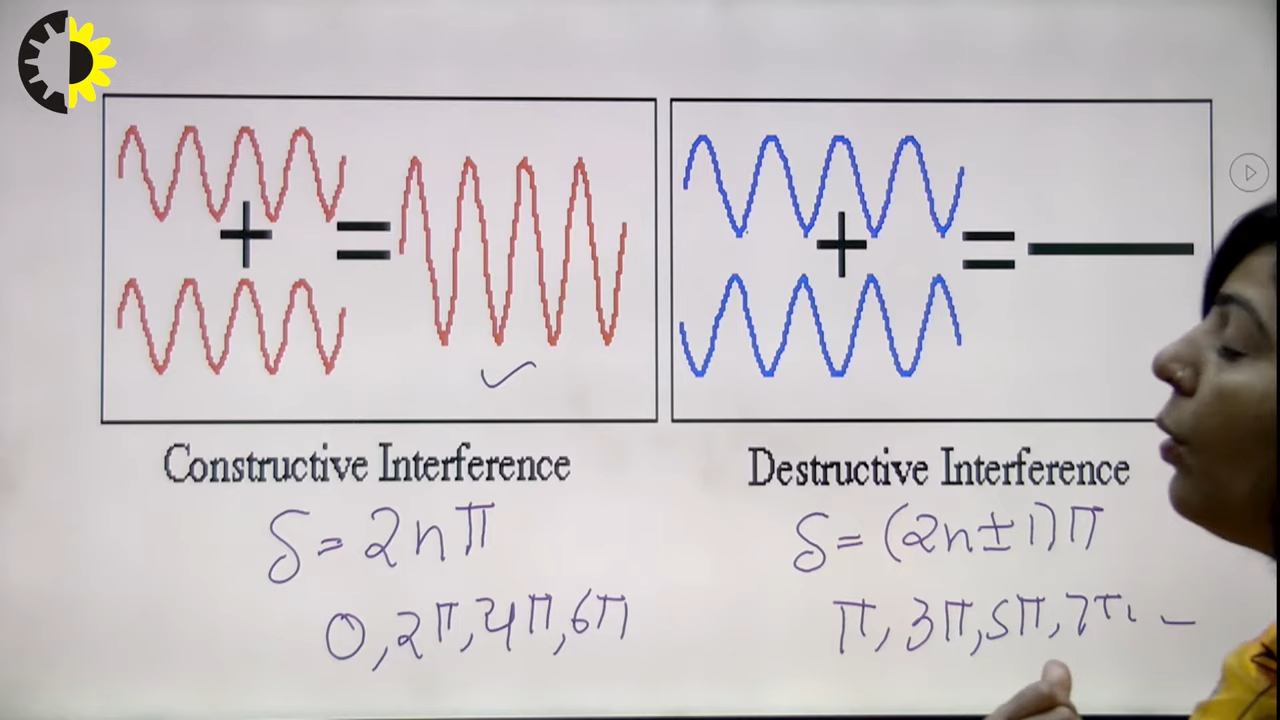 + =
+ =
Constructive Interference
Destructive Interference
δ = 2nπ
0, 2π, 4π, 6π
δ = (2n±1)π
π, 3π, 5π, 7π, –